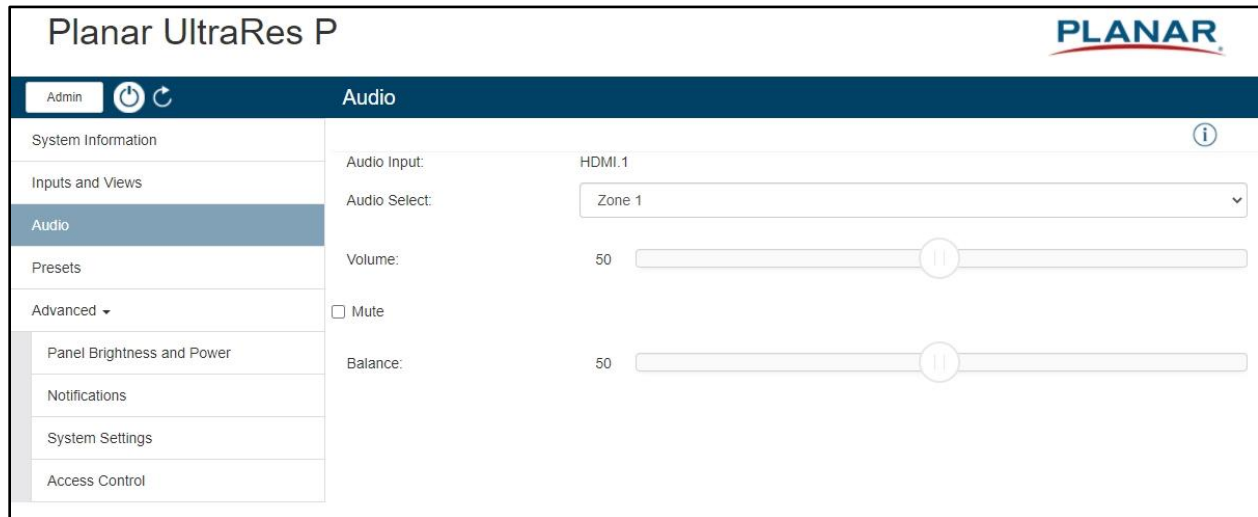 Planar UltraRes P
PLANAR
Admin
Audio
System Information
Inputs and Views
Audio
Presets
Advanced
Panel Brightness and Power
Notifications
System Settings
Access Control
i
Audio Input: HDMI.1
Audio Select: Zone 1
Volume: 50
Mute
Balance: 50